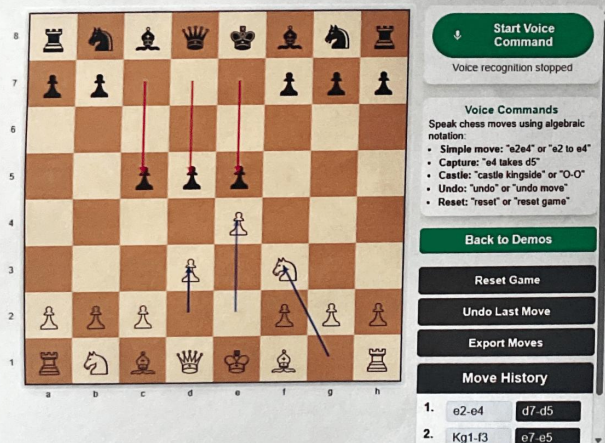 8
7
6
5
4
3
2
1
a b c d e f g h
Start Voice
Command
Voice recognition stopped
Voice Commands
Speak chess moves using algebraic
notation:
• Simple move: "e2e4" or "e2 to e4"
• Capture: "e4 takes d5"
• Castle: "castle kingside" or "O-O"
• Undo: "undo" or "undo move"
• Reset: "reset" or "reset game"
Back to Demos
Reset Game
Undo Last Move
Export Moves
Move History
1. e2-e4 d7-d5
2. Kg1-f3 e7-e5